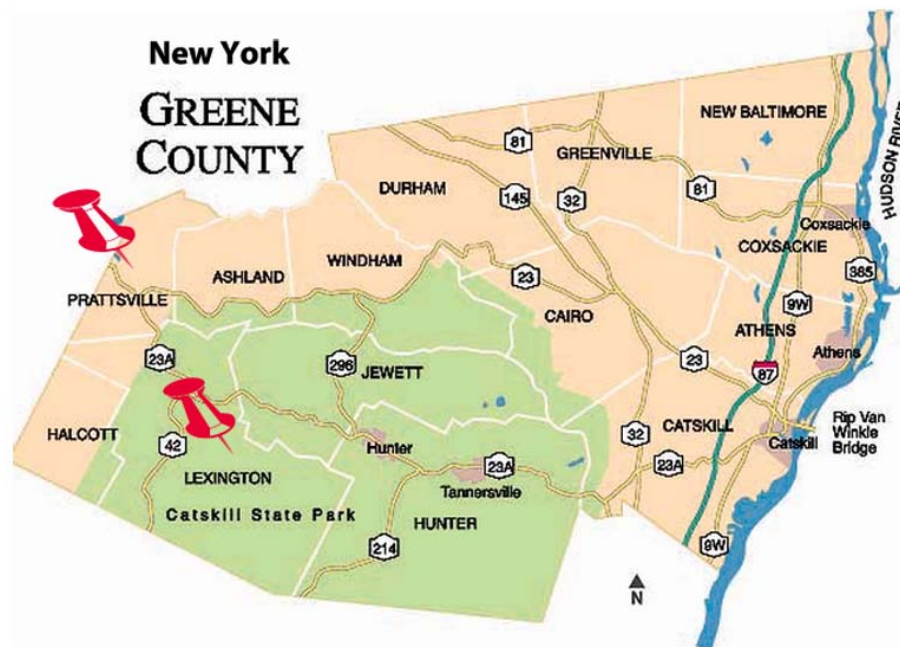 New York
GREENE
COUNTY
NEW BALTIMORE
81
GREENVILLE
HUDSON RIVER
DURHAM
145
32
81
Coxsackie
COXSACKIE
WINDHAM
ASHLAND
23
385
PRATTSVILLE
9W
CAIRO
ATHENS
Athens
23A
296
JEWETT
23
87
HALCOTT
42
Hunter
32
CATSKILL
Catskill
Rip Van
Winkle
Bridge
LEXINGTON
23A
23A
Tannersville
Catskill State Park
HUNTER
214
9W
N